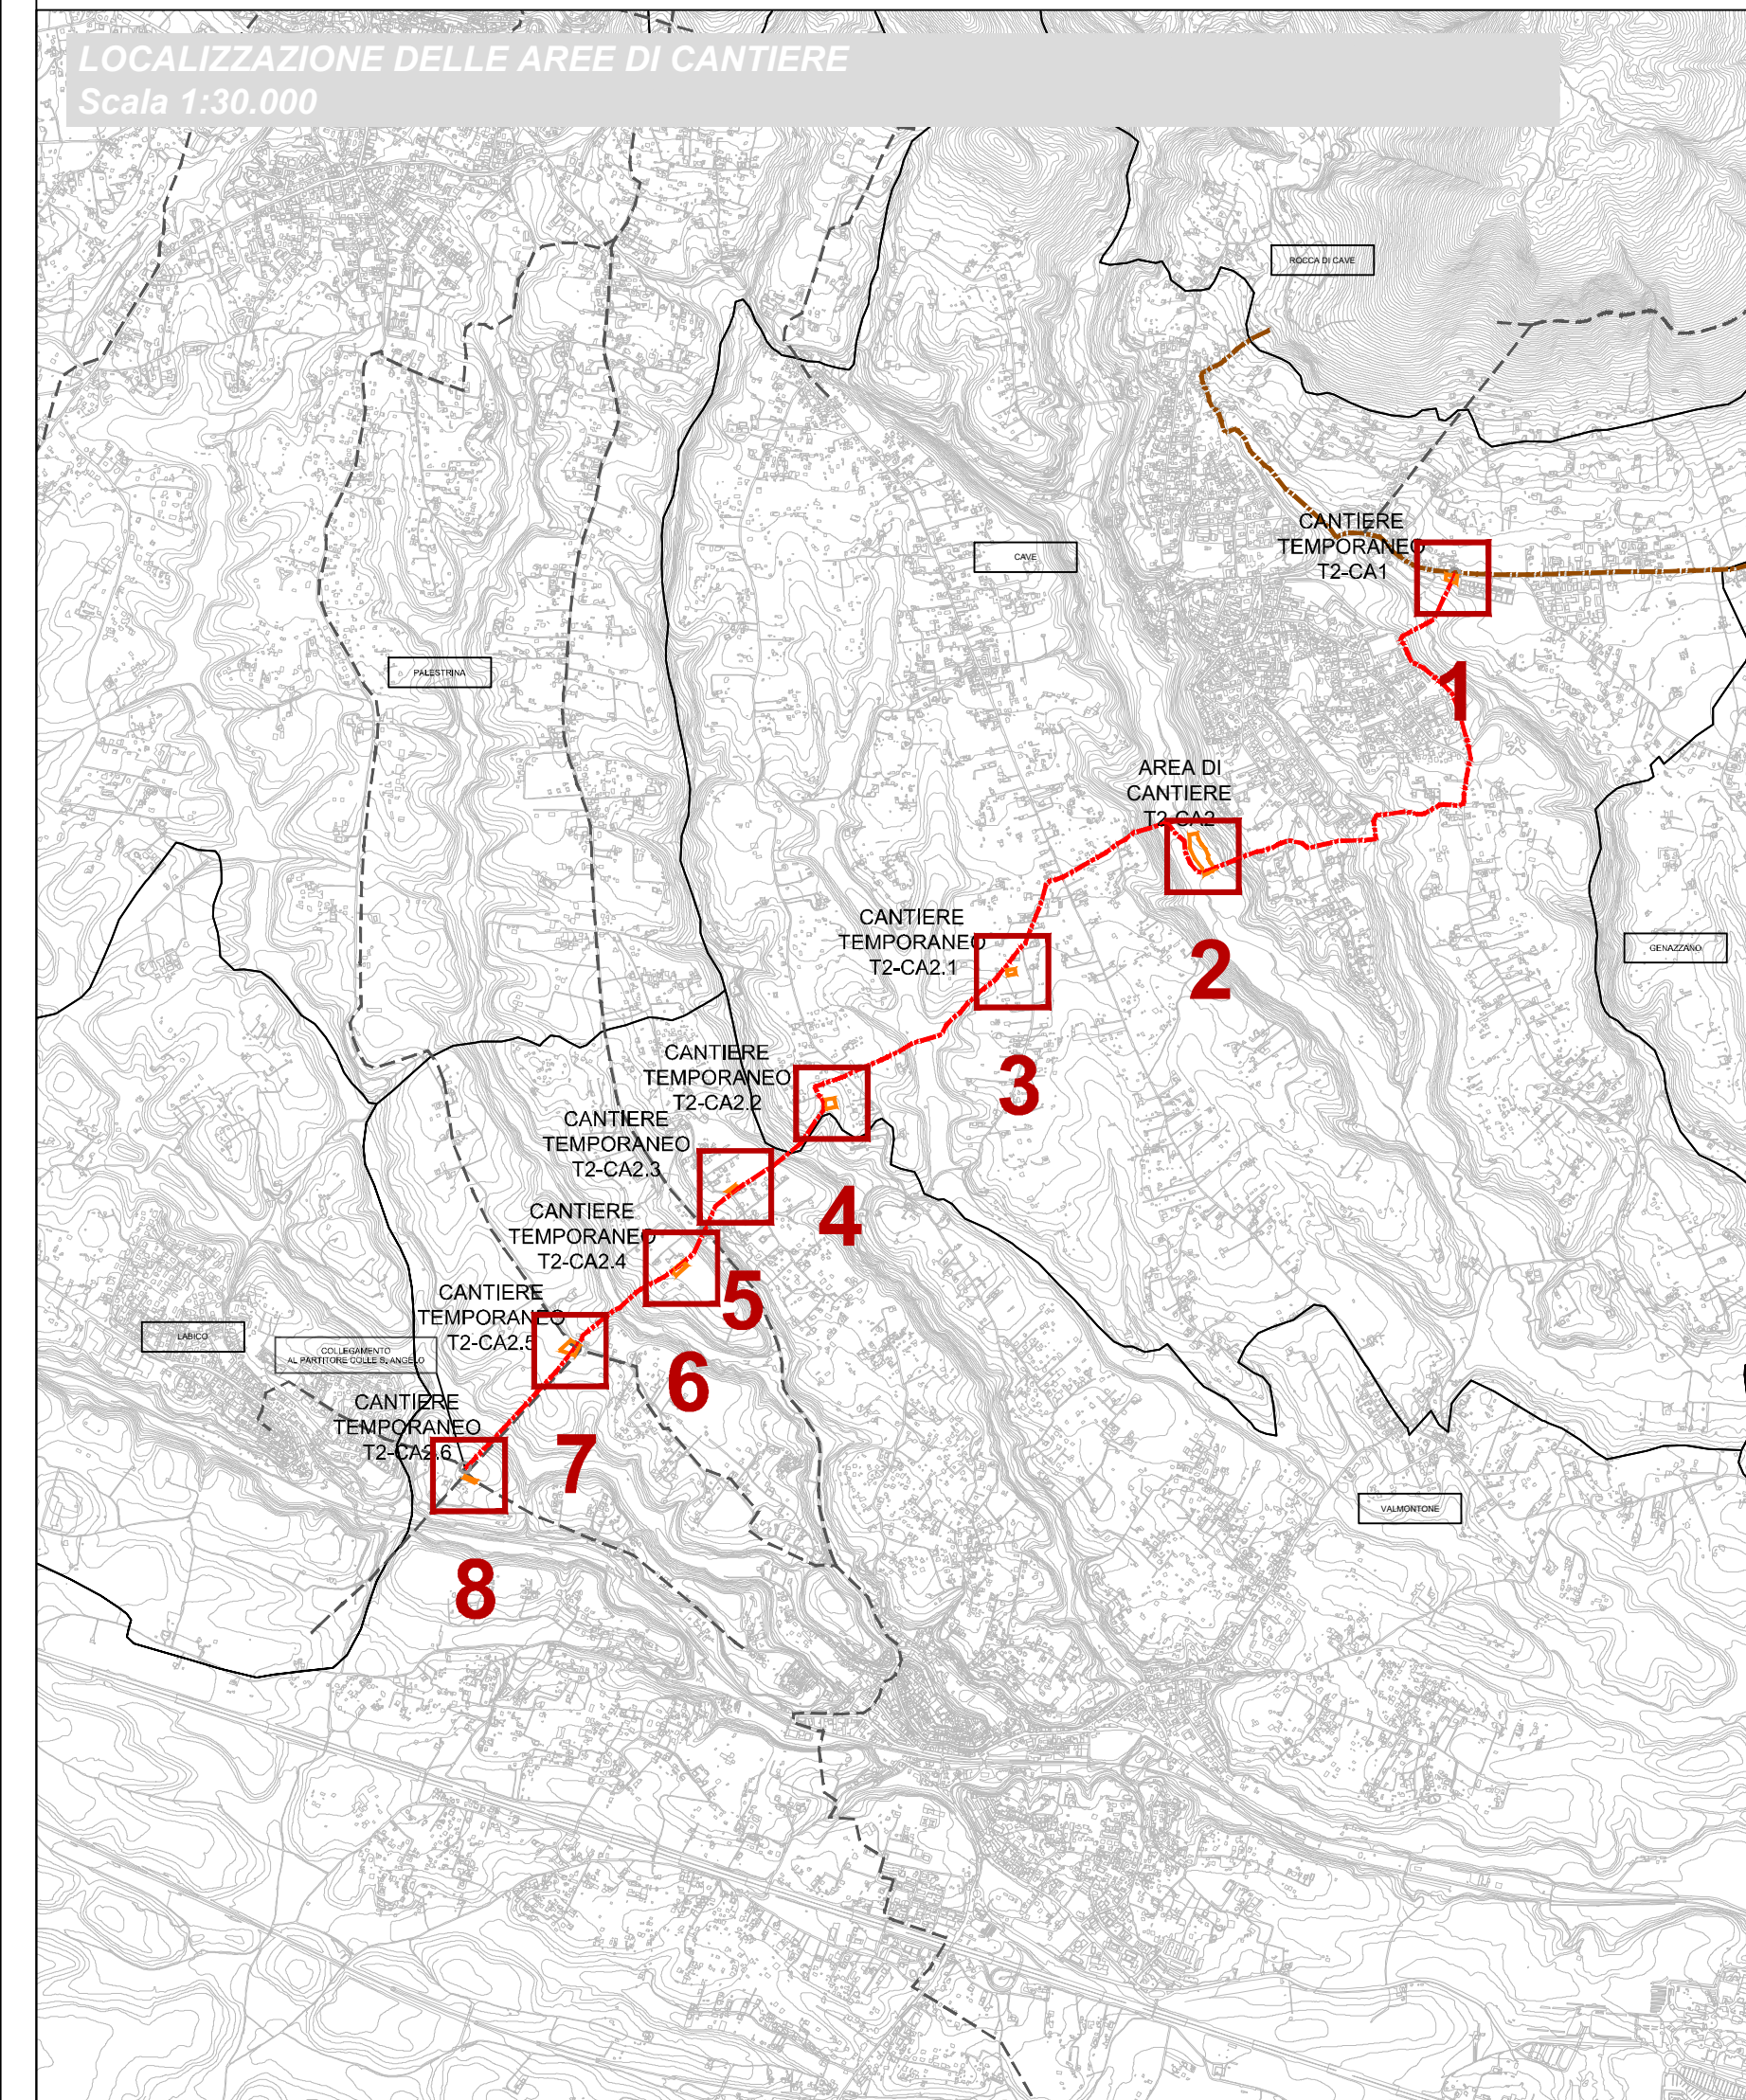 LOCALIZZAZIONE DELLE AREE DI CANTIERE
Scala 1:30.000
ROCCA DI CAVE
CANTIERE
TEMPORANEO
T2-CA1
CAVE
PALESTRINA
1
AREA DI
CANTIERE
T2-CA2
CANTIERE
TEMPORANEO
T2-CA2.1
GENAZZANO
2
CANTIERE
TEMPORANEO
T2-CA2.2
3
CANTIERE
TEMPORANEO
T2-CA2.3
4
CANTIERE
TEMPORANEO
T2-CA2.4
5
CANTIERE
TEMPORANEO
T2-CA2.5
LABICO
COLLEGAMENTO
AL PARTITORE COLLE S. ANGELO
6
CANTIERE
TEMPORANEO
T2-CA2.6
7
VALMONTONE
8